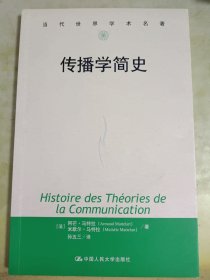 当代世界学术名著
传播学简史
Histoire des Théories de
la Communication
[法] 阿芒·马特拉 (Armand Mattelart)
米歇尔·马特拉 (Michèle Mattelart) 著
孙五三 译
中国人民大学出版社